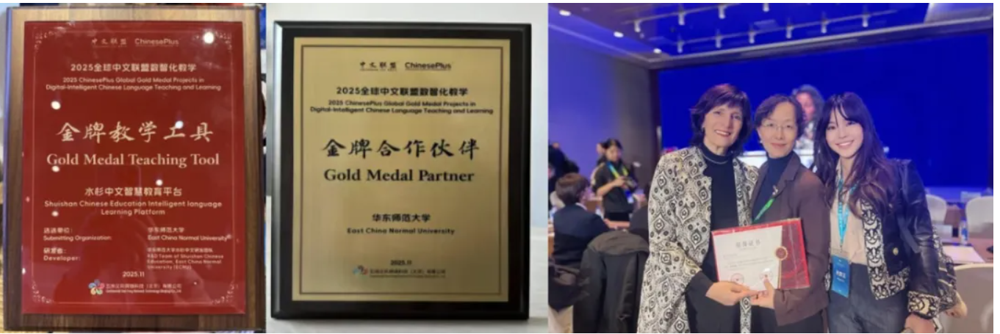 中文联盟 ChinesePlus
2025全球中文联盟数智化教学
2025 ChinesePlus Global Gold Medal Projects in
Digital-Intelligent Chinese Language Teaching and Learning
金牌教学工具
Gold Medal Teaching Tool
水杉中文智慧教育平台
Shuishan Chinese Education Intelligent language
Learning Platform
选送单位： 华东师范大学
Submitting Organization: East China Normal University
研发者： 华东师范大学水杉中文研发团队
Developer: R&D Team of Shuishan Chinese
Education, East China Normal
University (ECNU)
2025.11
中文联盟 ChinesePlus
2025全球中文联盟数智化教学
2025 ChinesePlus Global Gold Medal Projects in
Digital-Intelligent Chinese Language Teaching and Learning
金牌合作伙伴
Gold Medal Partner
华东师范大学
East China Normal University
2025.11
荣誉证书